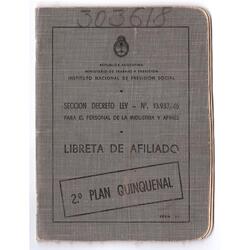 303618
REPUBLICA ARGENTINA
MINISTERIO DE TRABAJO Y PREVISION
INSTITUTO NACIONAL DE PREVISION SOCIAL
SECCION DECRETO LEY - Nº. 13.937/46
PARA EL PERSONAL DE LA INDUSTRIA Y AFINES
LIBRETA DE AFILIADO
2.º PLAN QUINQUENAL